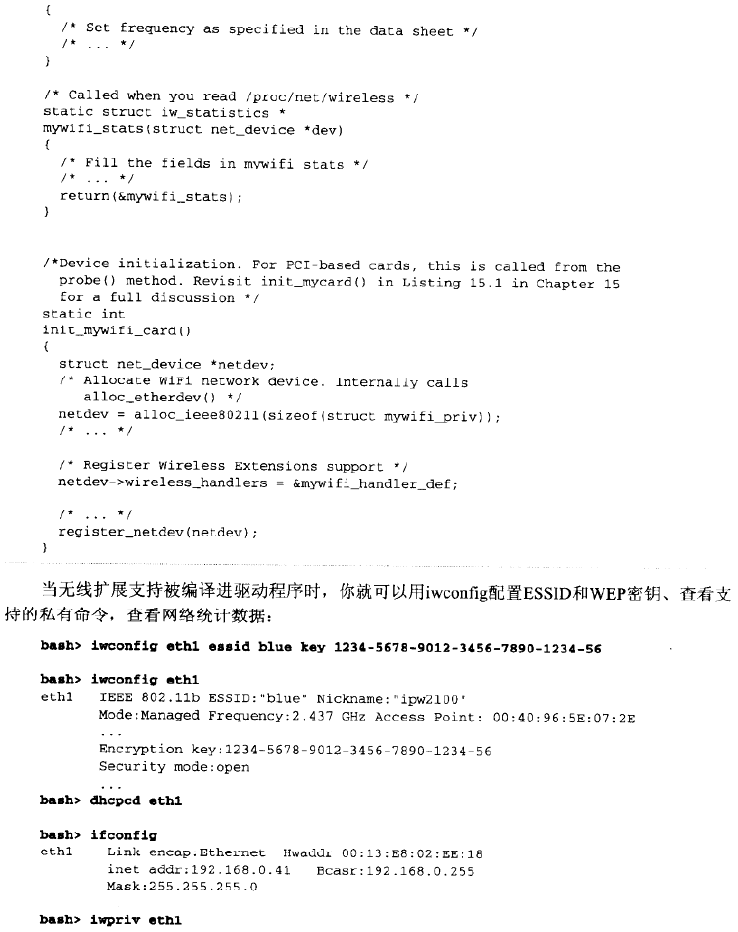 {
/* Set frequency as specified in the data sheet */
/* ... */
}
/* Called when you read /proc/net/wireless */
static struct iw_statistics *
mywifi_stats(struct net_device *dev)
{
/* Fill the fields in mywifi stats */
/* ... */
return(&mywifi_stats);
}
/*Device initialization. For PCI-based cards, this is called from the
probe() method. Revisit init_mycard() in Listing 15.1 in Chapter 15
for a full discussion */
static int
init_mywifi_card()
{
struct net_device *netdev;
/* Allocate WiFi network device. Internally calls
alloc_etherdev() */
netdev = alloc_ieee80211(sizeof(struct mywifi_priv));
/* ... */
/* Register Wireless Extensions support */
netdev->wireless_handlers = &mywifi_handler_def;
/* ... */
register_netdev(netdev);
}
当无线扩展支持被编译进驱动程序时，你就可以用iwconfig配置ESSID和WEP密钥、查看支
持的私有命令，查看网络统计数据：
bash> iwconfig eth1 essid blue key 1234-5678-9012-3456-7890-1234-56
bash> iwconfig eth1
eth1 IEEE 802.11b ESSID:"blue" Nickname:"ipw2100"
Mode:Managed Frequency:2.437 GHz Access Point: 00:40:96:5E:07:2E
...
Encryption key:1234-5678-9012-3456-7890-1234-56
Security mode:open
...
bash> dhcpcd eth1
bash> ifconfig
eth1 Link encap.Ethernet Hwaddr 00:13:E8:02:EE:18
inet addr:192.168.0.41 Bcasr:192.168.0.255
Mask:255.255.255.0
bash> iwpriv eth1